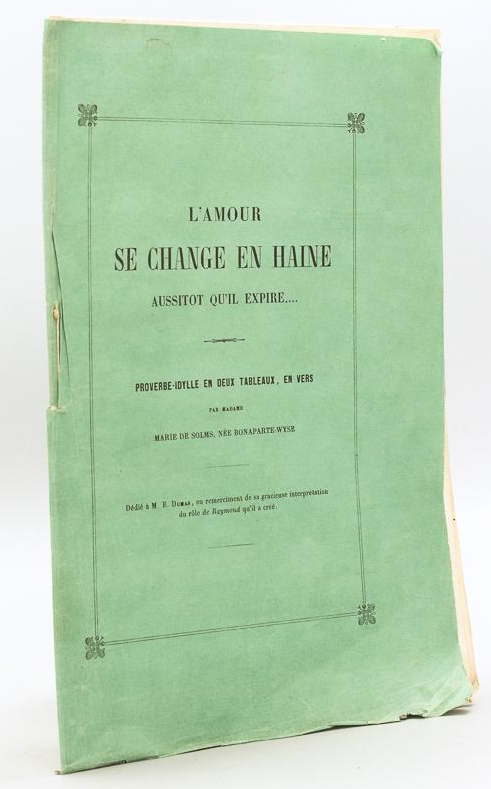 L'AMOUR
SE CHANGE EN HAINE
AUSSITOT QU'IL EXPIRE....
PROVERBE-IDYLLE EN DEUX TABLEAUX, EN VERS
PAR MADAME
MARIE DE SOLMS, NÉE BONAPARTE-WYSE
Dédié à M. E. DUMAS, en remerciment de sa gracieuse interprétation
du rôle de Raymond qu'il a créé.